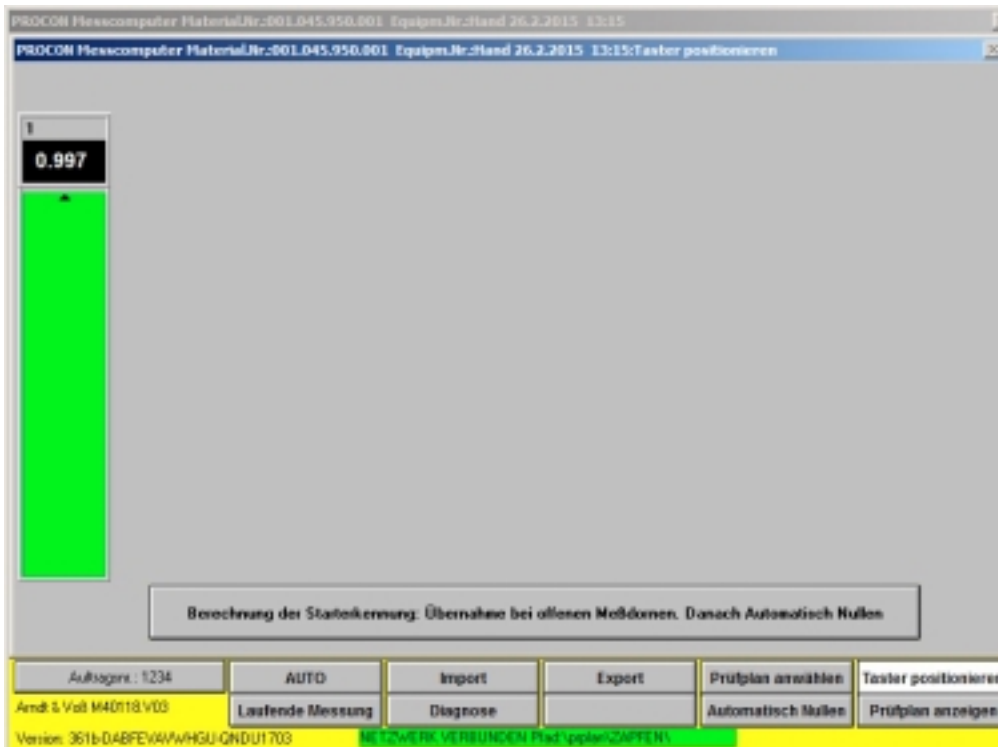 PROCON Messcomputer Material.Nr.:001.045.950.001 Equipm.Nr.:Hand 26.2.2015 13:15
PROCON Messcomputer Material.Nr.:001.045.950.001 Equipm.Nr.:Hand 26.2.2015 13:15:Taster positionieren
1
0.997
Berechnung der Starterkennung: Übernahme bei offenen Meßdornen. Danach Automatisch Nullen
Auftragsnr.: 1234
AUTO
Import
Export
Prüfplan anwählen
Taster positionieren
Arndt & Voß M40118.V03
Laufende Messung
Diagnose
Automatisch Nullen
Prüfplan anzeigen
Version: 361b-
NETZWERK VERBUNDEN Pfad:\pplan\ZAPFEN\